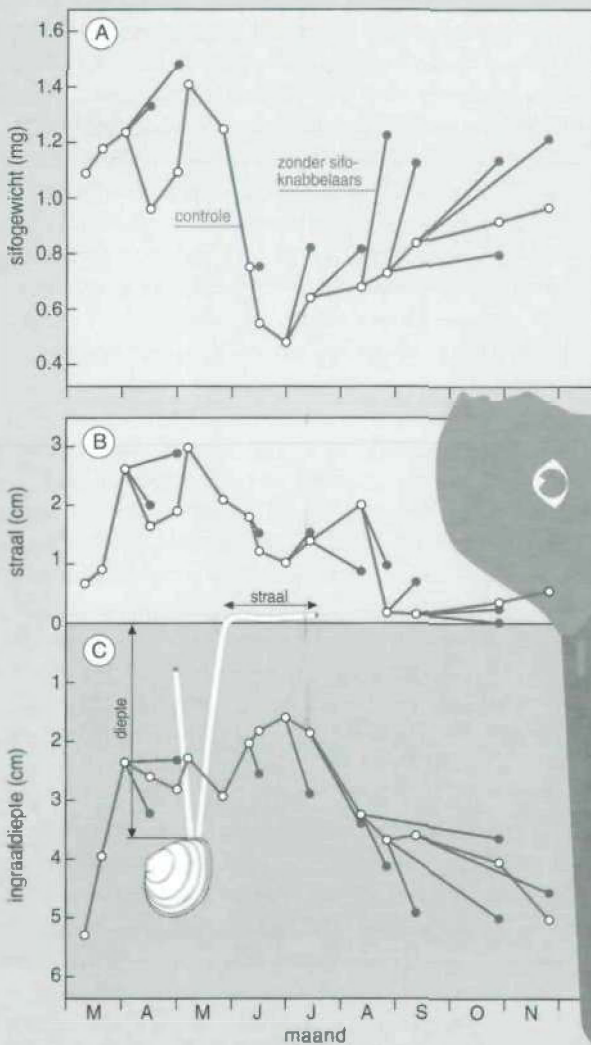 A
1.6
1.4
1.2
1.0
0.8
0.6
0.4
sifogewicht (mg)
zonder sifo-
knabbelaars
controle
B
3
2
1
0
straal (cm)
straal
C
diepte
1
2
3
4
5
6
ingraafdieple (cm)
M A M J J A S O N
maand